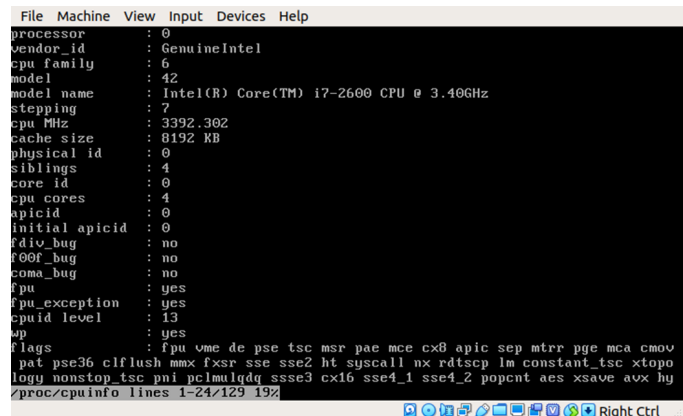 File Machine View Input Devices Help
processor : 0
vendor_id : GenuineIntel
cpu family : 6
model : 42
model name : Intel(R) Core(TM) i7-2600 CPU @ 3.40GHz
stepping : 7
cpu MHz : 3392.302
cache size : 8192 KB
physical id : 0
siblings : 4
core id : 0
cpu cores : 4
apicid : 0
initial apicid : 0
fdiv_bug : no
f00f_bug : no
coma_bug : no
fpu : yes
fpu_exception : yes
cpuid level : 13
wp : yes
flags : fpu vme de pse tsc msr pae mce cx8 apic sep mtrr pge mca cmov
pat pse36 clflush mmx fxsr sse sse2 ht syscall nx rdtscp lm constant_tsc xtopo
logy nonstop_tsc pni pclmulqdq ssse3 cx16 sse4_1 sse4_2 popcnt aes xsave avx hy
/proc/cpuinfo lines 1-24/129 19%
Right Ctrl